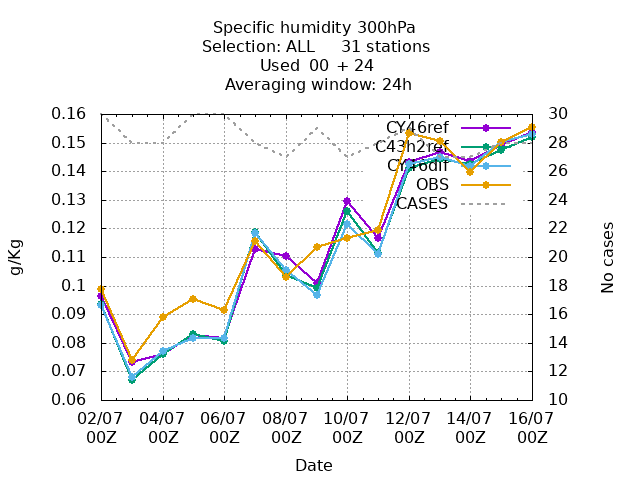 Specific humidity 300hPa
Selection: ALL 31 stations
Used 00 + 24
Averaging window: 24h
0.16
0.15
0.14
0.13
0.12
0.11
0.1
0.09
0.08
0.07
0.06
g/Kg
30
28
26
24
22
20
18
16
14
12
10
No cases
CY46ref
C43h2ref
CY46dif
OBS
CASES
02/07 04/07 06/07 08/07 10/07 12/07 14/07 16/07
00Z 00Z 00Z 00Z 00Z 00Z 00Z 00Z
Date